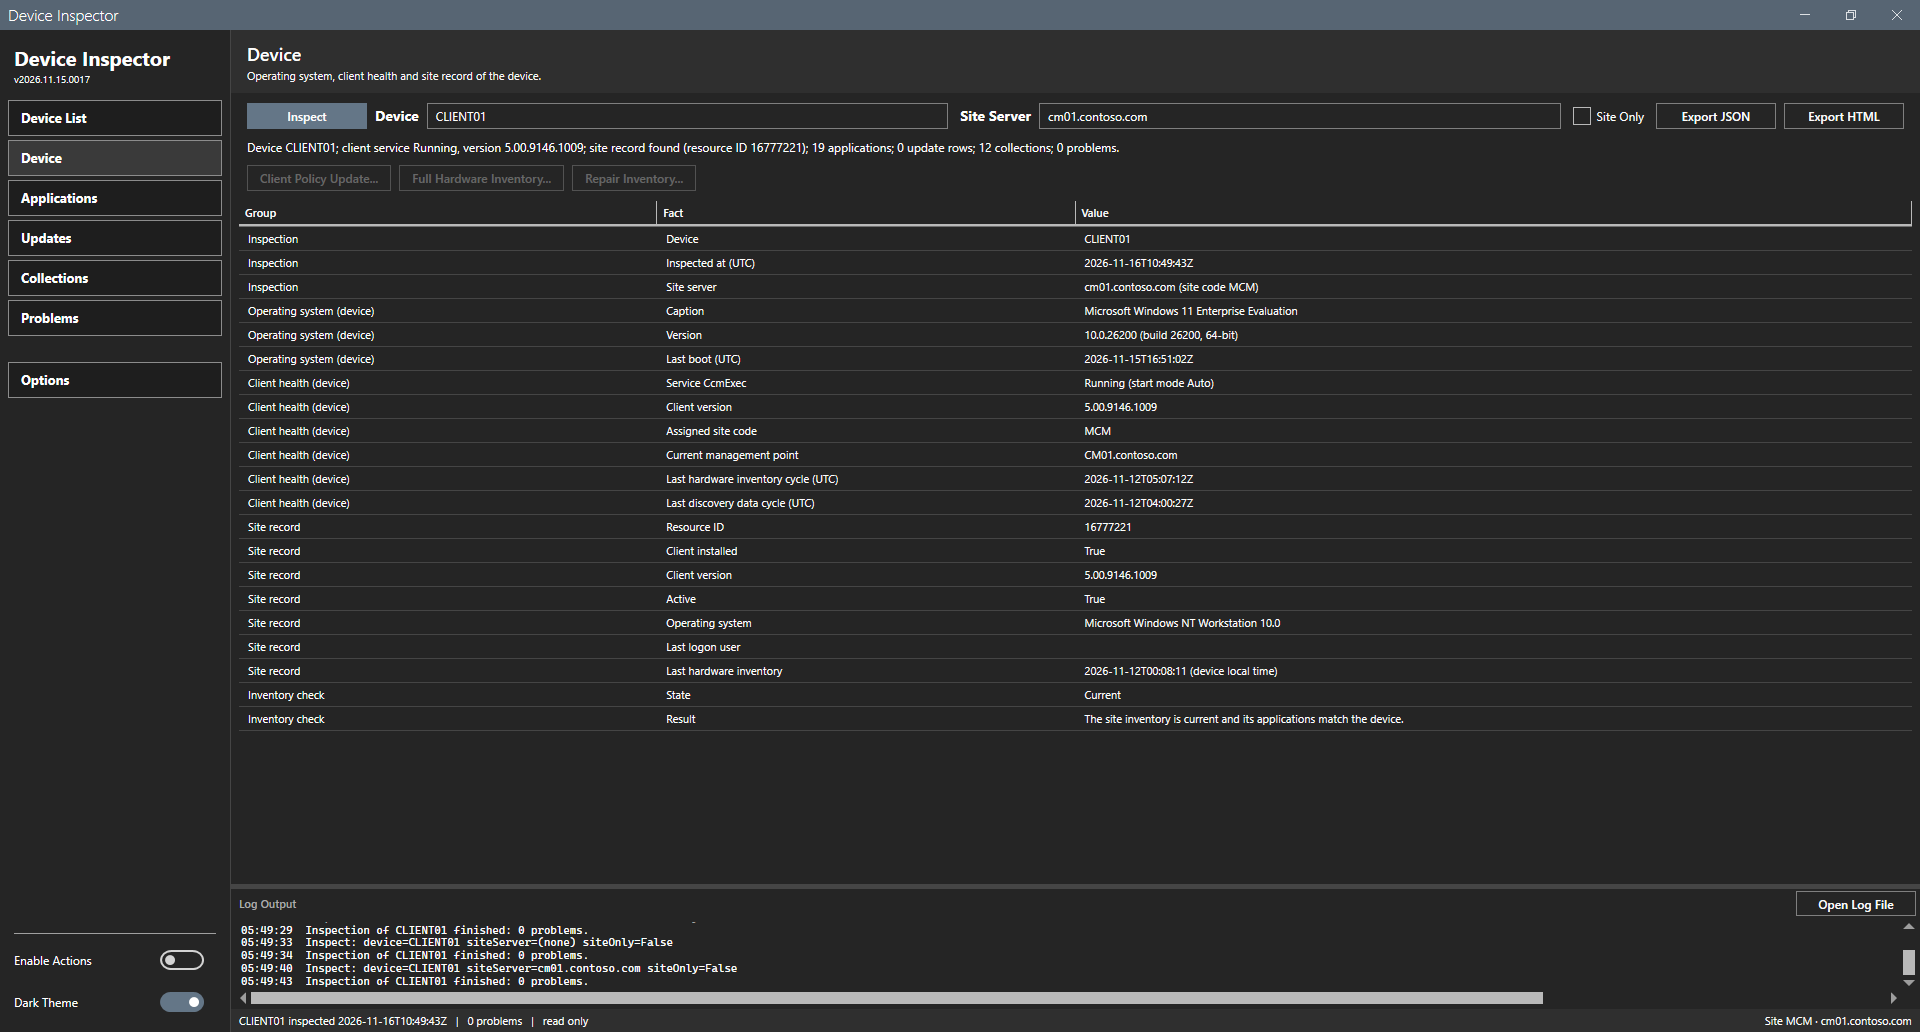 Device Inspector
Device Inspector
v2026.11.15.0017
Device List
Device
Applications
Updates
Collections
Problems
Options
Enable Actions
Dark Theme
Device
Operating system, client health and site record of the device.
Inspect Device CLIENT01 Site Server cm01.contoso.com Site Only Export JSON Export HTML
Device CLIENT01; client service Running, version 5.00.9146.1009; site record found (resource ID 16777221); 19 applications; 0 update rows; 12 collections; 0 problems.
Client Policy Update... Full Hardware Inventory... Repair Inventory...
Group Fact Value
Inspection Device CLIENT01
Inspection Inspected at (UTC) 2026-11-16T10:49:43Z
Inspection Site server cm01.contoso.com (site code MCM)
Operating system (device) Caption Microsoft Windows 11 Enterprise Evaluation
Operating system (device) Version 10.0.26200 (build 26200, 64-bit)
Operating system (device) Last boot (UTC) 2026-11-15T16:51:02Z
Client health (device) Service CcmExec Running (start mode Auto)
Client health (device) Client version 5.00.9146.1009
Client health (device) Assigned site code MCM
Client health (device) Current management point CM01.contoso.com
Client health (device) Last hardware inventory cycle (UTC) 2026-11-12T05:07:12Z
Client health (device) Last discovery data cycle (UTC) 2026-11-12T04:00:27Z
Site record Resource ID 16777221
Site record Client installed True
Site record Client version 5.00.9146.1009
Site record Active True
Site record Operating system Microsoft Windows NT Workstation 10.0
Site record Last logon user
Site record Last hardware inventory 2026-11-12T00:08:11 (device local time)
Inventory check State Current
Inventory check Result The site inventory is current and its applications match the device.
Log Output Open Log File
05:49:29 Inspection of CLIENT01 finished: 0 problems.
05:49:33 Inspect: device=CLIENT01 siteServer=(none) siteOnly=False
05:49:34 Inspection of CLIENT01 finished: 0 problems.
05:49:40 Inspect: device=CLIENT01 siteServer=cm01.contoso.com siteOnly=False
05:49:43 Inspection of CLIENT01 finished: 0 problems.
CLIENT01 inspected 2026-11-16T10:49:43Z | 0 problems | read only Site MCM · cm01.contoso.com